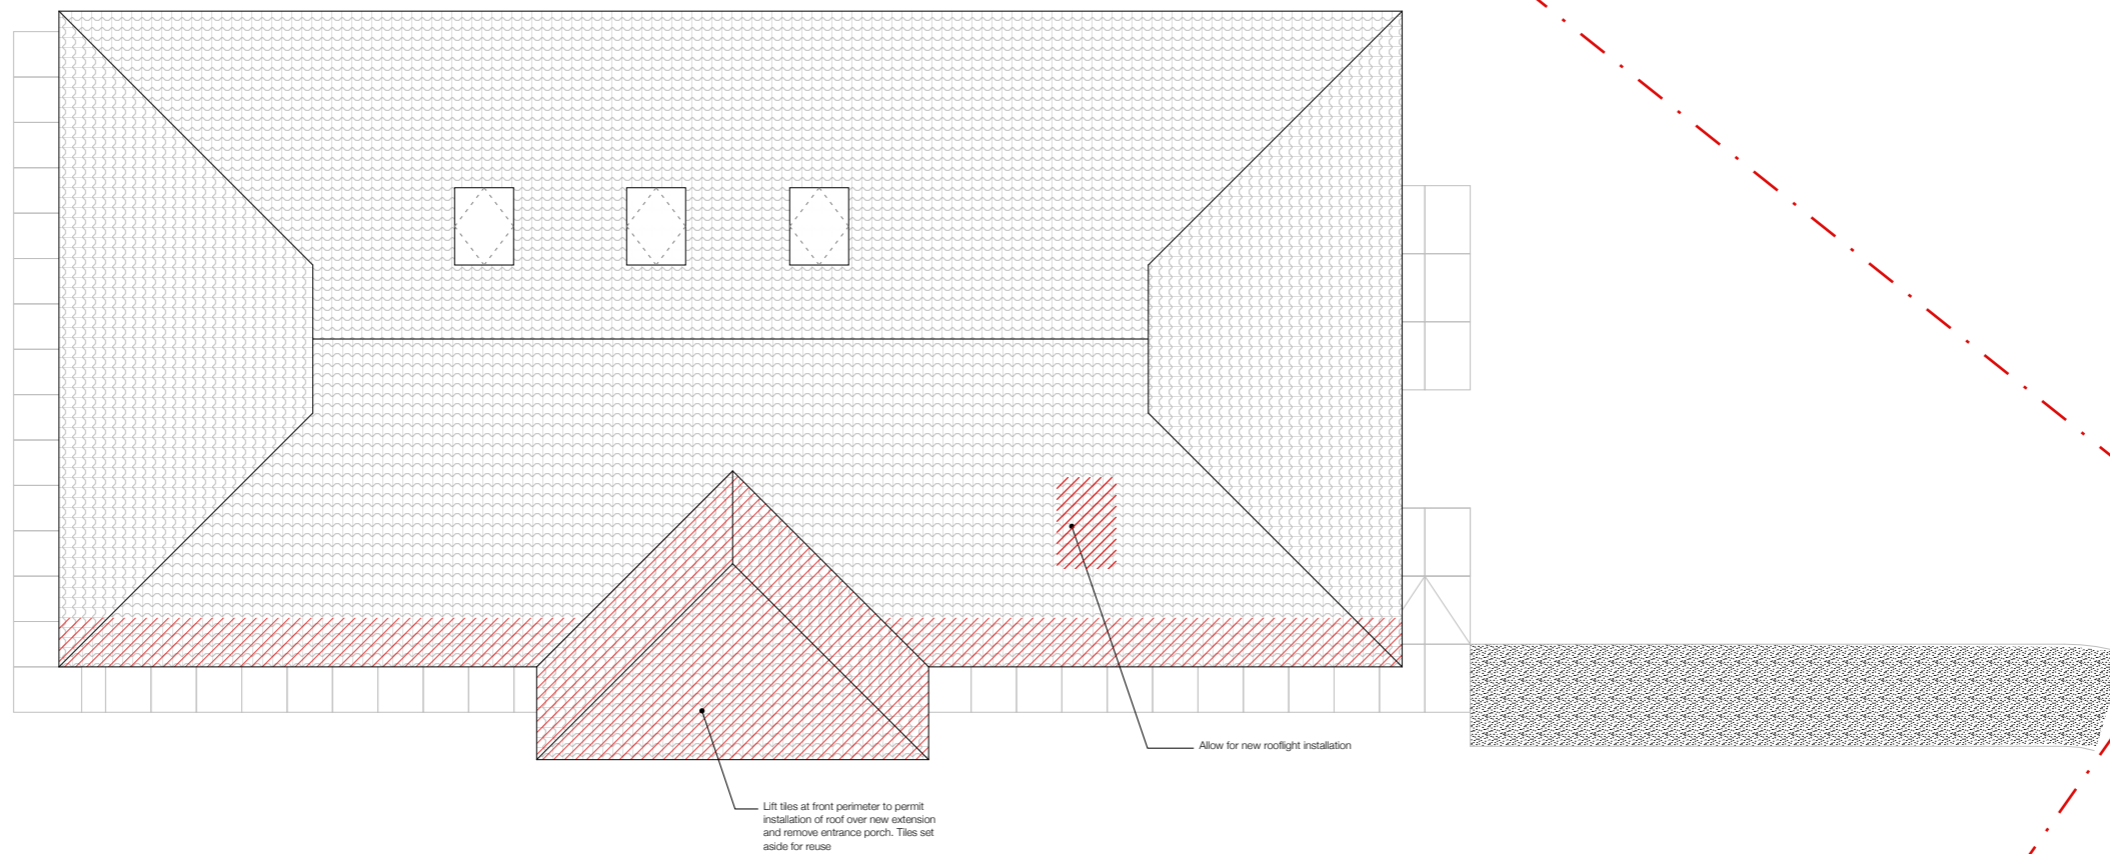 Allow for new rooflight installation
Lift tiles at front perimeter to permit
installation of roof over new extension
and remove entrance porch. Tiles set
aside for reuse